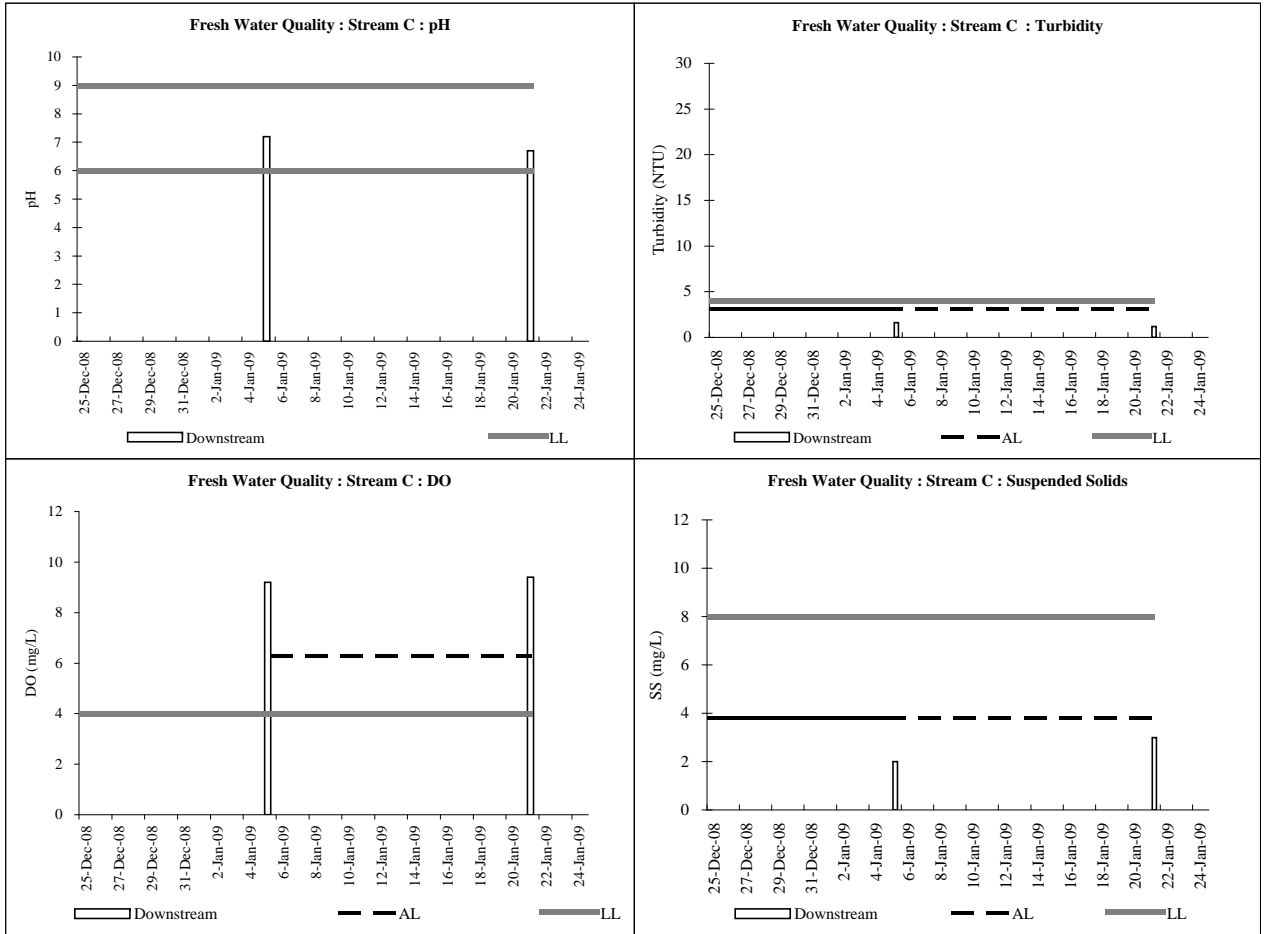 Fresh Water Quality : Stream C : pH
pH
10
9
8
7
6
5
4
3
2
1
0
25-Dec-08
27-Dec-08
29-Dec-08
31-Dec-08
2-Jan-09
4-Jan-09
6-Jan-09
8-Jan-09
10-Jan-09
12-Jan-09
14-Jan-09
16-Jan-09
18-Jan-09
20-Jan-09
22-Jan-09
24-Jan-09
Downstream LL
Fresh Water Quality : Stream C : Turbidity
Turbidity (NTU)
30
25
20
15
10
5
0
25-Dec-08
27-Dec-08
29-Dec-08
31-Dec-08
2-Jan-09
4-Jan-09
6-Jan-09
8-Jan-09
10-Jan-09
12-Jan-09
14-Jan-09
16-Jan-09
18-Jan-09
20-Jan-09
22-Jan-09
24-Jan-09
Downstream AL LL
Fresh Water Quality : Stream C : DO
DO (mg/L)
12
10
8
6
4
2
0
25-Dec-08
27-Dec-08
29-Dec-08
31-Dec-08
2-Jan-09
4-Jan-09
6-Jan-09
8-Jan-09
10-Jan-09
12-Jan-09
14-Jan-09
16-Jan-09
18-Jan-09
20-Jan-09
22-Jan-09
24-Jan-09
Downstream AL LL
Fresh Water Quality : Stream C : Suspended Solids
SS (mg/L)
12
10
8
6
4
2
0
25-Dec-08
27-Dec-08
29-Dec-08
31-Dec-08
2-Jan-09
4-Jan-09
6-Jan-09
8-Jan-09
10-Jan-09
12-Jan-09
14-Jan-09
16-Jan-09
18-Jan-09
20-Jan-09
22-Jan-09
24-Jan-09
Downstream AL LL